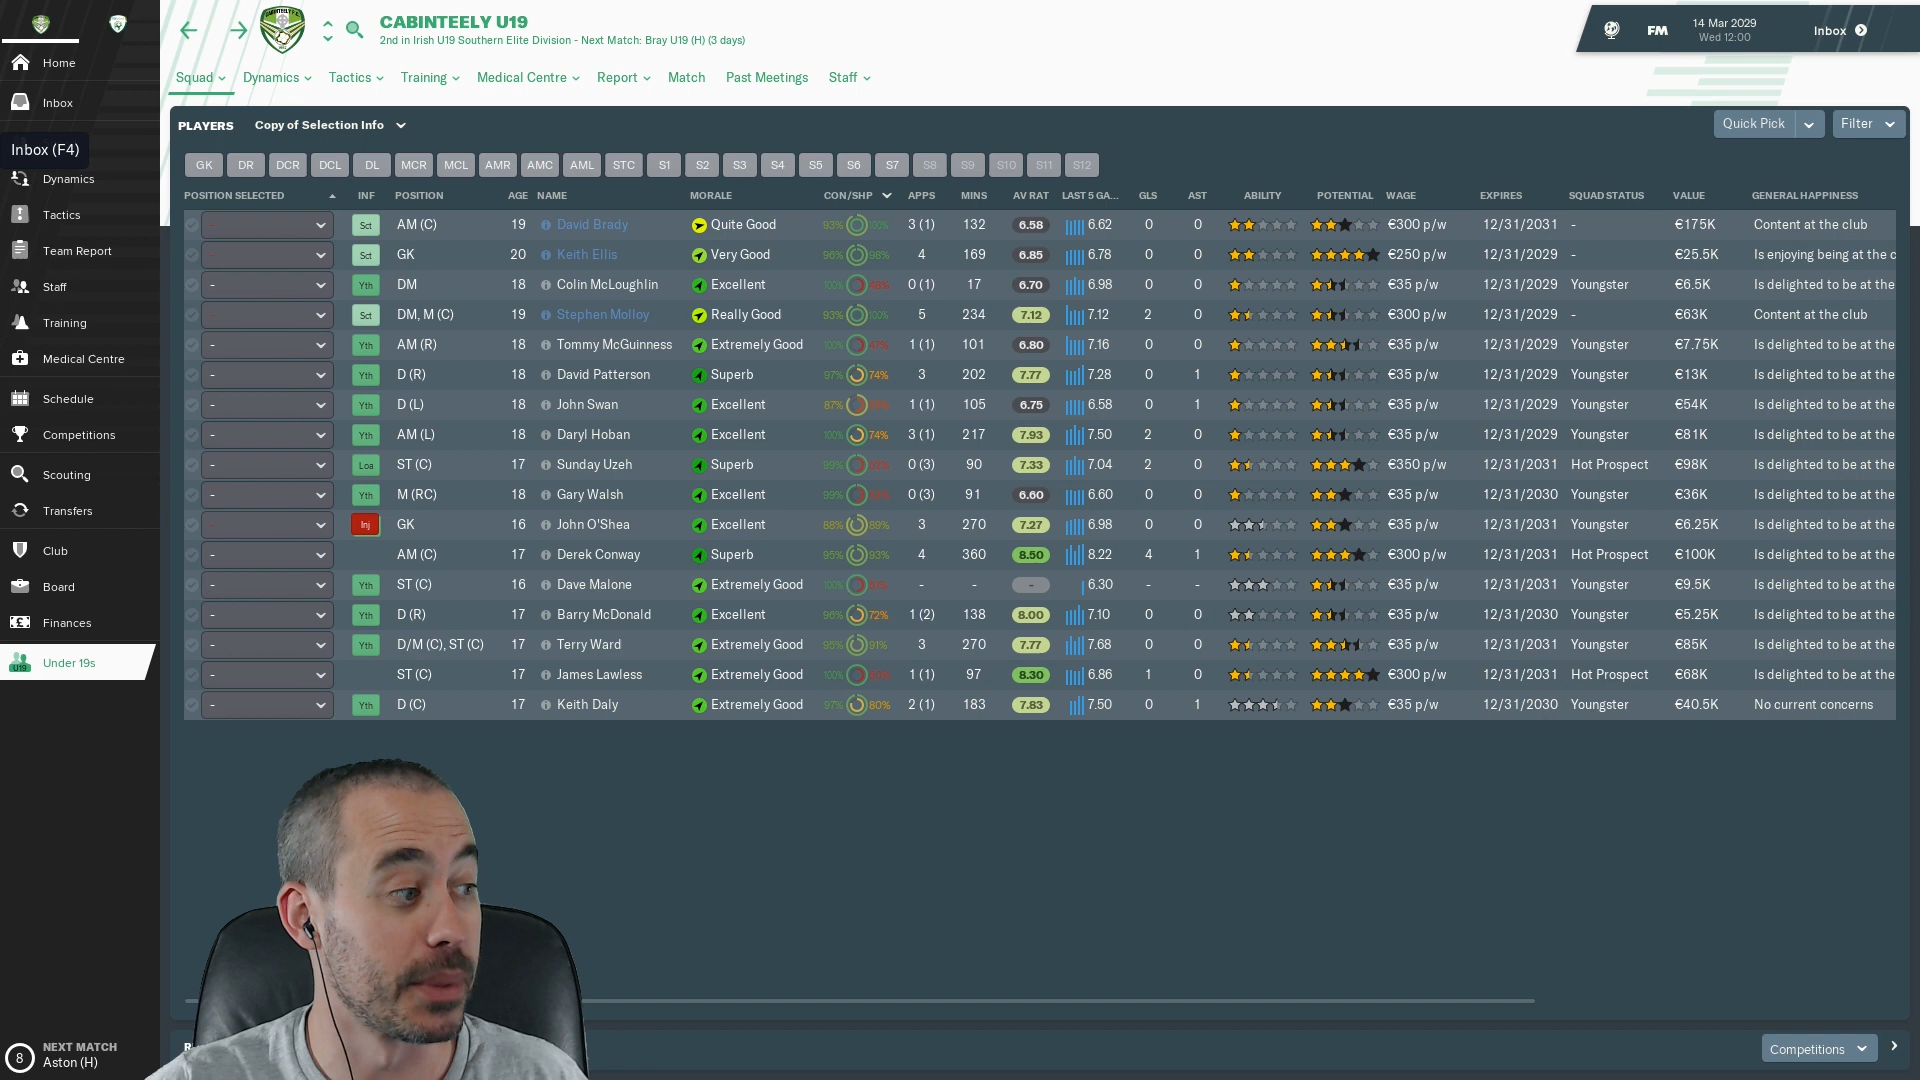 CABINTEELY U19
2nd in Irish U19 Southern Elite Division - Next Match: Bray U19 (H) (3 days)
FM
14 Mar 2029
Wed 12:00
Inbox
Squad Dynamics Tactics Training Medical Centre Report Match Past Meetings Staff
Home
Inbox
Inbox (F4)
Dynamics
Tactics
Team Report
Staff
Training
Medical Centre
Schedule
Competitions
Scouting
Transfers
Club
Board
Finances
U19
Under 19s
8
NEXT MATCH
Aston (H)
PLAYERS Copy of Selection Info Quick Pick Filter
GK DR DCR DCL DL MCR MCL AMR AMC AML STC S1 S2 S3 S4 S5 S6 S7 S8 S9 S10 S11 S12
POSITION SELECTED INF POSITION AGE NAME MORALE CON/SHP APPS MINS AV RAT LAST 5 GA... GLS AST ABILITY POTENTIAL WAGE EXPIRES SQUAD STATUS VALUE GENERAL HAPPINESS
Sct AM (C) 19 David Brady Quite Good 93% 100% 3 (1) 132 6.58 6.62 0 0 €300 p/w 12/31/2031 - €175K Content at the club
Sct GK 20 Keith Ellis Very Good 96% 98% 4 169 6.85 6.78 0 0 €250 p/w 12/31/2029 - €25.5K Is enjoying being at the c
- Yth DM 18 Colin McLoughlin Excellent 100% 0 (1) 17 6.70 6.98 0 0 €35 p/w 12/31/2029 Youngster €6.5K Is delighted to be at the
Sct DM, M (C) 19 Stephen Molloy Really Good 93% 100% 5 234 7.12 7.12 2 0 €300 p/w 12/31/2029 - €63K Content at the club
- Yth AM (R) 18 Tommy McGuinness Extremely Good 100% 1 (1) 101 6.80 7.16 0 0 €35 p/w 12/31/2029 Youngster €7.75K Is delighted to be at the
- Yth D (R) 18 David Patterson Superb 97% 74% 3 202 7.77 7.28 0 1 €35 p/w 12/31/2029 Youngster €13K Is delighted to be at the
- Yth D (L) 18 John Swan Excellent 87% 1 (1) 105 6.75 6.58 0 1 €35 p/w 12/31/2029 Youngster €54K Is delighted to be at the
- Yth AM (L) 18 Daryl Hoban Excellent 100% 74% 3 (1) 217 7.93 7.50 2 0 €35 p/w 12/31/2029 Youngster €81K Is delighted to be at the
- Loa ST (C) 17 Sunday Uzeh Superb 99% 0 (3) 90 7.33 7.04 2 0 €350 p/w 12/31/2031 Hot Prospect €98K Is delighted to be at the
- Yth M (RC) 18 Gary Walsh Excellent 99% 0 (3) 91 6.60 6.60 0 0 €35 p/w 12/31/2030 Youngster €36K Is delighted to be at the
Inj GK 16 John O'Shea Excellent 88% 89% 3 270 7.27 6.98 0 0 €35 p/w 12/31/2031 Youngster €6.25K Is delighted to be at the
- AM (C) 17 Derek Conway Superb 95% 93% 4 360 8.50 8.22 4 1 €300 p/w 12/31/2031 Hot Prospect €100K Is delighted to be at the
- Yth ST (C) 16 Dave Malone Extremely Good 100% - - - 6.30 - - €35 p/w 12/31/2031 Youngster €9.5K Is delighted to be at the
- Yth D (R) 17 Barry McDonald Excellent 96% 72% 1 (2) 138 8.00 7.10 0 0 €35 p/w 12/31/2030 Youngster €5.25K Is delighted to be at the
- Yth D/M (C), ST (C) 17 Terry Ward Extremely Good 95% 91% 3 270 7.77 7.68 0 0 €35 p/w 12/31/2031 Youngster €85K Is delighted to be at the
- ST (C) 17 James Lawless Extremely Good 100% 1 (1) 97 8.30 6.86 1 0 €300 p/w 12/31/2031 Hot Prospect €68K Is delighted to be at the
- Yth D (C) 17 Keith Daly Extremely Good 97% 80% 2 (1) 183 7.83 7.50 0 1 €35 p/w 12/31/2030 Youngster €40.5K No current concerns
Competitions